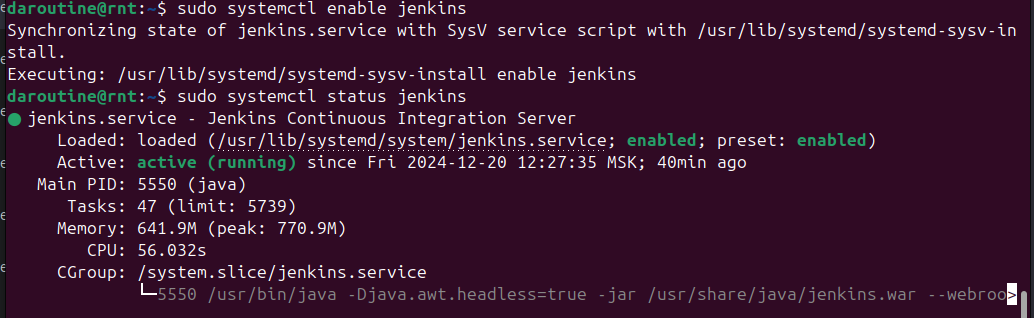 daroutine@rnt:~$ sudo systemctl enable jenkins
Synchronizing state of jenkins.service with SysV service script with /usr/lib/systemd/systemd-sysv-in
stall.
Executing: /usr/lib/systemd/systemd-sysv-install enable jenkins
daroutine@rnt:~$ sudo systemctl status jenkins
● jenkins.service - Jenkins Continuous Integration Server
Loaded: loaded (/usr/lib/systemd/system/jenkins.service; enabled; preset: enabled)
Active: active (running) since Fri 2024-12-20 12:27:35 MSK; 40min ago
Main PID: 5550 (java)
Tasks: 47 (limit: 5739)
Memory: 641.9M (peak: 770.9M)
CPU: 56.032s
CGroup: /system.slice/jenkins.service
└─5550 /usr/bin/java -Djava.awt.headless=true -jar /usr/share/java/jenkins.war --webroo>